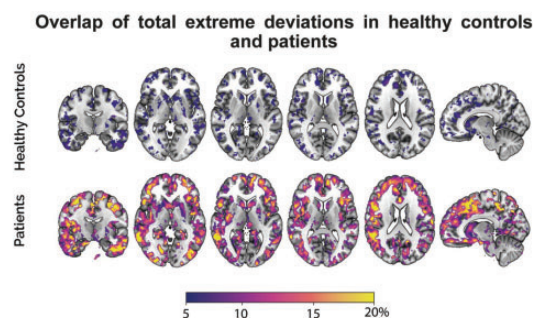 Overlap of total extreme deviations in healthy controls
and patients
Healthy Controls
Patients
5 10 15 20%